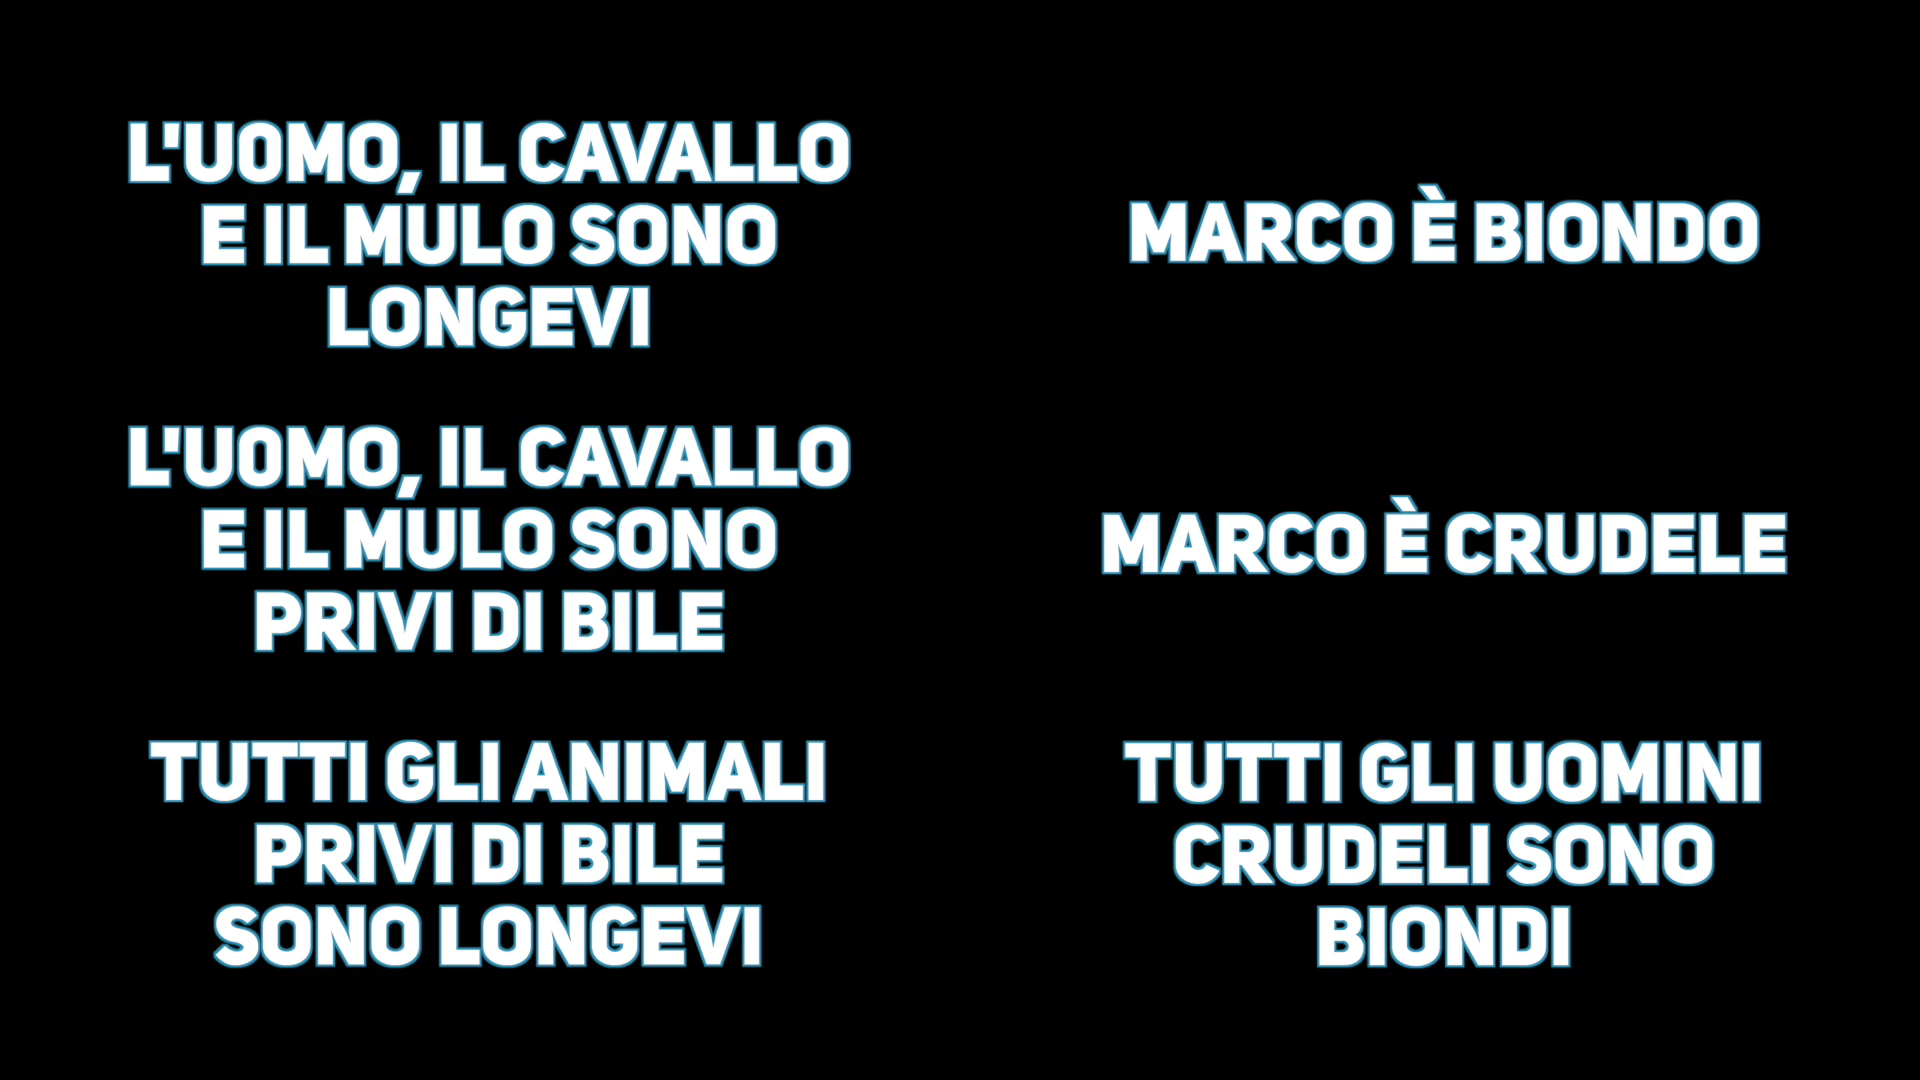 L'UOMO, IL CAVALLO
E IL MULO SONO
LONGEVI
L'UOMO, IL CAVALLO
E IL MULO SONO
PRIVI DI BILE
TUTTI GLI ANIMALI
PRIVI DI BILE
SONO LONGEVI
MARCO È BIONDO
MARCO È CRUDELE
TUTTI GLI UOMINI
CRUDELI SONO
BIONDI